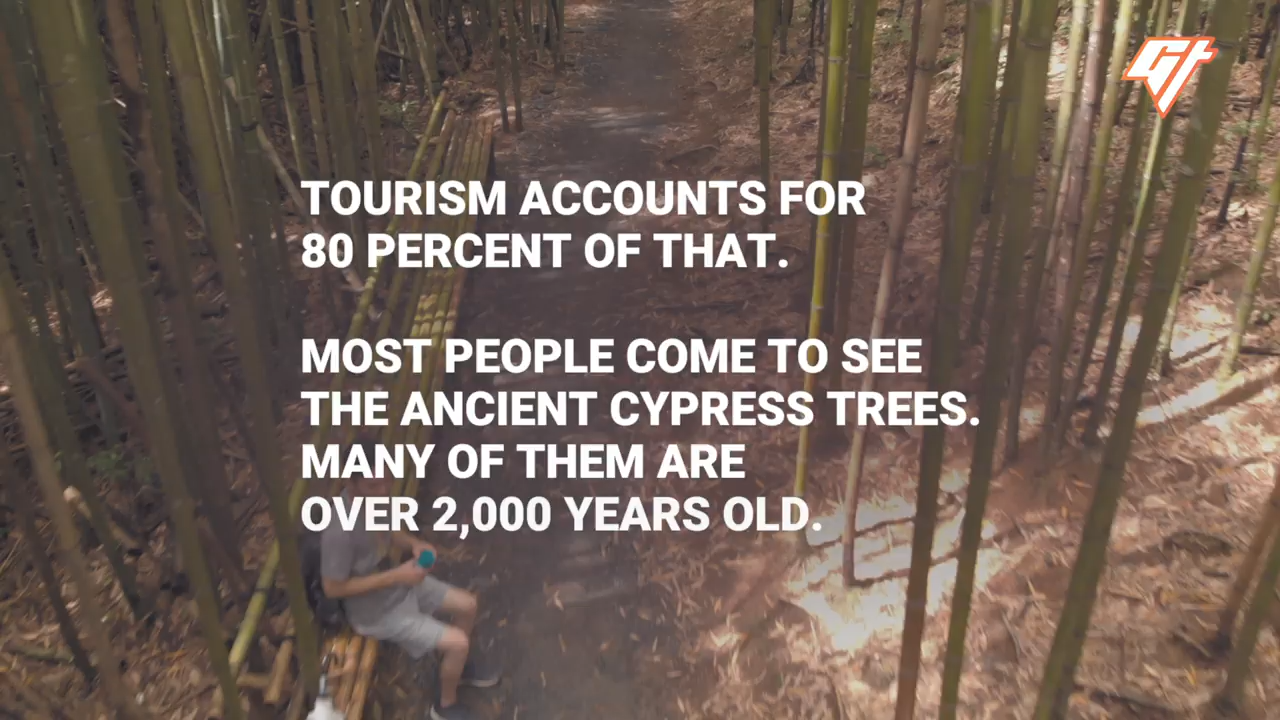 GT
TOURISM ACCOUNTS FOR
80 PERCENT OF THAT.
MOST PEOPLE COME TO SEE
THE ANCIENT CYPRESS TREES.
MANY OF THEM ARE
OVER 2,000 YEARS OLD.